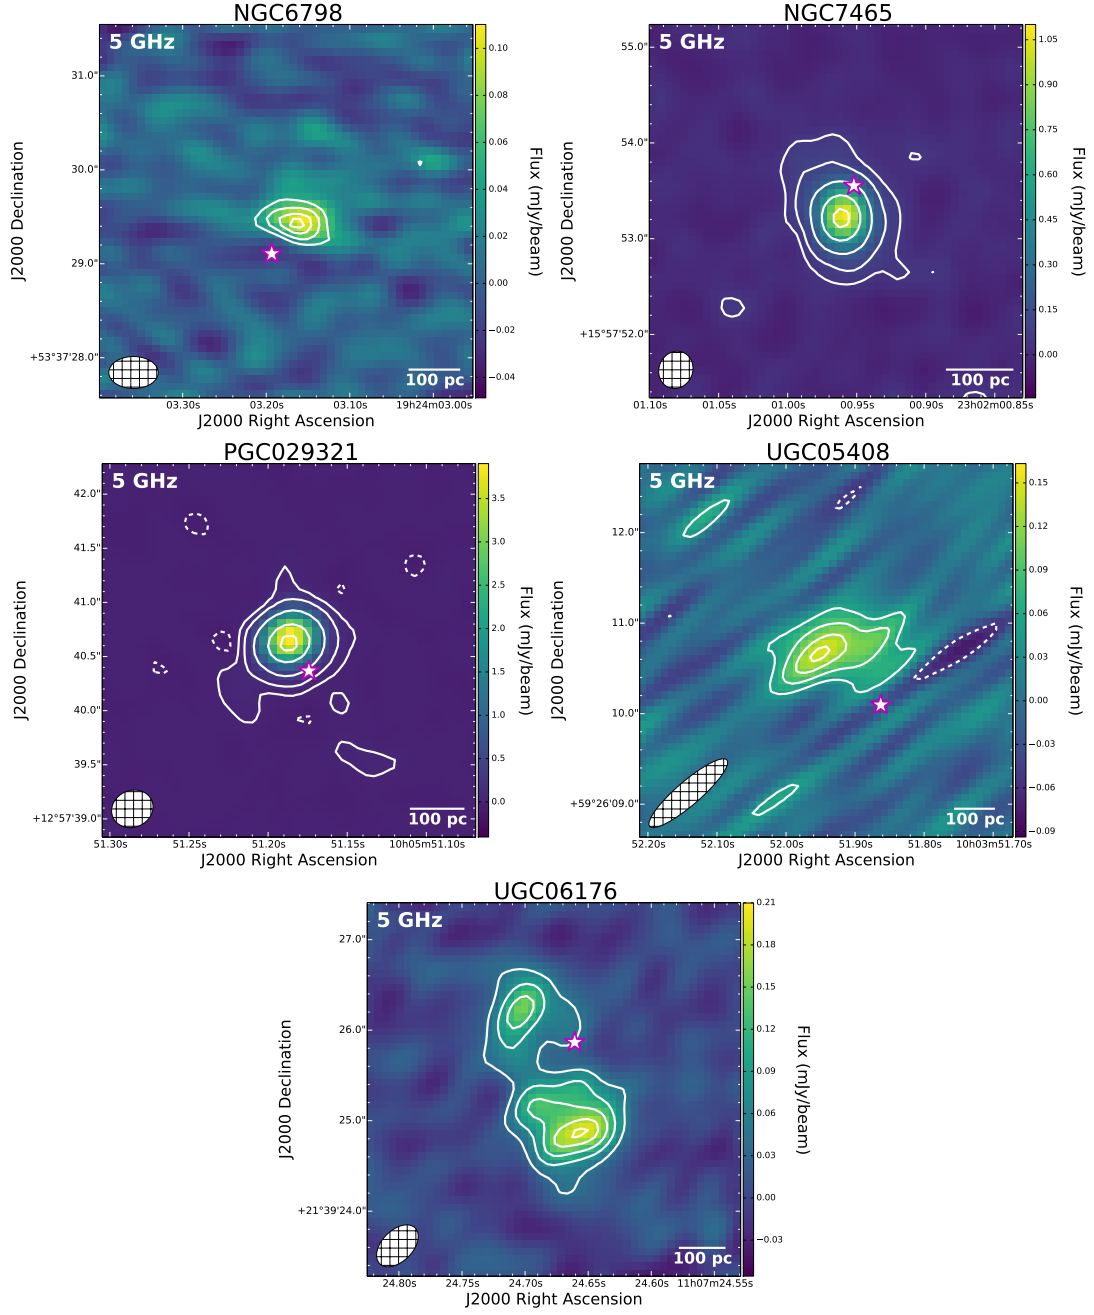 NGC6798
5 GHz
31.0"
30.0"
29.0"
+53°37'28.0"
J2000 Declination
03.30s 03.20s 03.10s 19h24m03.00s
J2000 Right Ascension
100 pc
0.10
0.08
0.06
0.04
0.02
0.00
−0.02
−0.04
Flux (mJy/beam)
NGC7465
5 GHz
55.0"
54.0"
53.0"
+15°57'52.0"
J2000 Declination
01.10s 01.05s 01.00s 00.95s 00.90s 23h02m00.85s
J2000 Right Ascension
100 pc
1.05
0.90
0.75
0.60
0.45
0.30
0.15
0.00
Flux (mJy/beam)
PGC029321
5 GHz
42.0"
41.5"
41.0"
40.5"
40.0"
39.5"
+12°57'39.0"
J2000 Declination
51.30s 51.25s 51.20s 51.15s 10h05m51.10s
J2000 Right Ascension
100 pc
3.5
3.0
2.5
2.0
1.5
1.0
0.5
0.0
Flux (mJy/beam)
UGC05408
5 GHz
12.0"
11.0"
10.0"
+59°26'09.0"
J2000 Declination
52.20s 52.10s 52.00s 51.90s 51.80s 10h03m51.70s
J2000 Right Ascension
100 pc
0.15
0.12
0.09
0.06
0.03
0.00
−0.03
−0.06
−0.09
Flux (mJy/beam)
UGC06176
5 GHz
27.0"
26.0"
25.0"
+21°39'24.0"
J2000 Declination
24.80s 24.75s 24.70s 24.65s 24.60s 11h07m24.55s
J2000 Right Ascension
100 pc
0.21
0.18
0.15
0.12
0.09
0.06
0.03
0.00
−0.03
Flux (mJy/beam)